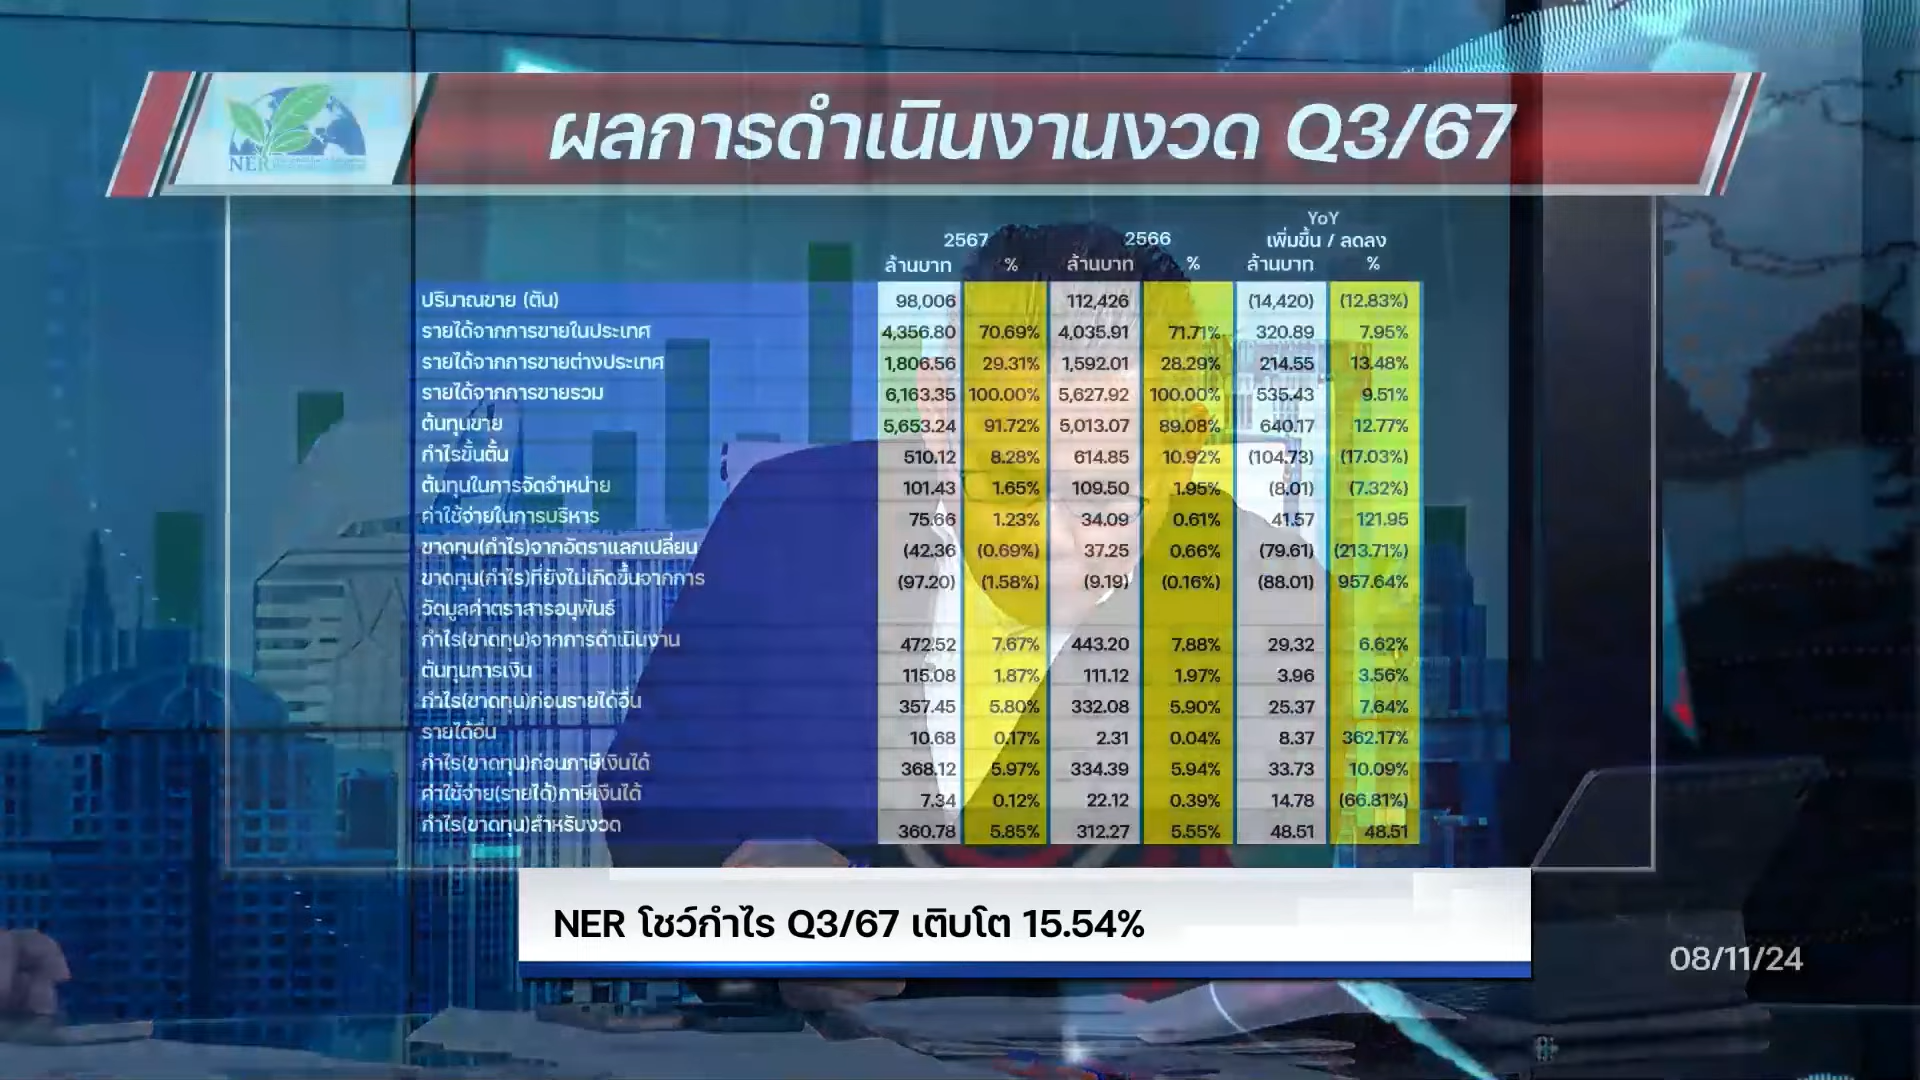 NER
ผลการดำเนินงานงวด Q3/67
YoY
2567 2566 เพิ่มขึ้น / ลดลง
ล้านบาท % ล้านบาท % ล้านบาท %
ปริมาณขาย (ตัน) 98,006 112,426 (14,420) (12.83%)
รายได้จากการขายในประเทศ 4,356.80 70.69% 4,035.91 71.71% 320.89 7.95%
รายได้จากการขายต่างประเทศ 1,806.56 29.31% 1,592.01 28.29% 214.55 13.48%
รายได้จากการขายรวม 6,163.35 100.00% 5,627.92 100.00% 535.43 9.51%
ต้นทุนขาย 5,653.24 91.72% 5,013.07 89.08% 640.17 12.77%
กำไรขั้นต้น 510.12 8.28% 614.85 10.92% (104.73) (17.03%)
ต้นทุนในการจัดจำหน่าย 101.43 1.65% 109.50 1.95% (8.01) (7.32%)
ค่าใช้จ่ายในการบริหาร 75.66 1.23% 34.09 0.61% 41.57 121.95
ขาดทุน(กำไร)จากอัตราแลกเปลี่ยน (42.36 (0.69%) 37.25 0.66% (79.61) (213.71%)
ขาดทุน(กำไร)ที่ยังไม่เกิดขึ้นจากการ (97.20) (1.58%) (9.19) (0.16%) (88.01) 957.64%
วัดมูลค่าตราสารอนุพันธ์
กำไร(ขาดทุน)จากการดำเนินงาน 472.52 7.67% 443.20 7.88% 29.32 6.62%
ต้นทุนการเงิน 115.08 1.87% 111.12 1.97% 3.96 3.56%
กำไร(ขาดทุน)ก่อนรายได้อื่น 357.45 5.80% 332.08 5.90% 25.37 7.64%
รายได้อื่น 10.68 0.17% 2.31 0.04% 8.37 362.17%
กำไร(ขาดทุน)ก่อนภาษีเงินได้ 368.12 5.97% 334.39 5.94% 33.73 10.09%
ค่าใช้จ่าย(รายได้)ภาษีเงินได้ 7.34 0.12% 22.12 0.39% 14.78 (66.81%)
กำไร(ขาดทุน)สำหรับงวด 360.78 5.85% 312.27 5.55% 48.51 48.51
NER โชว์กำไร Q3/67 เติบโต 15.54%
08/11/24